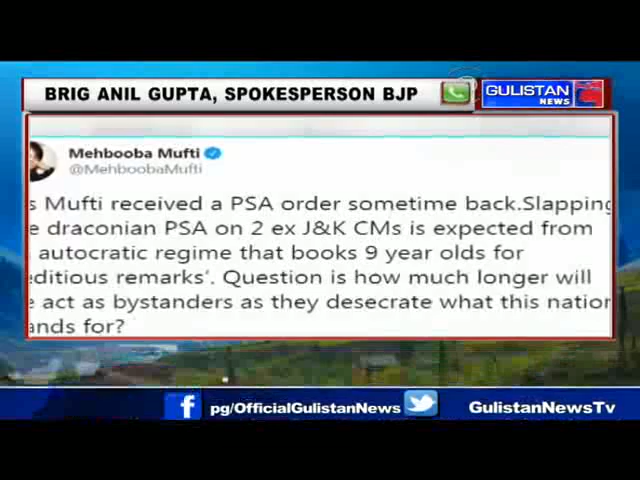 BRIG ANIL GUPTA, SPOKESPERSON BJP
GULISTAN
NEWS
Mehbooba Mufti
@MehboobaMufti
s Mufti received a PSA order sometime back.Slapping
e draconian PSA on 2 ex J&K CMs is expected from
autocratic regime that books 9 year olds for
editious remarks'. Question is how much longer will
e act as bystanders as they desecrate what this nation
ands for?
pg/OfficialGulistanNews
GulistanNewsTv